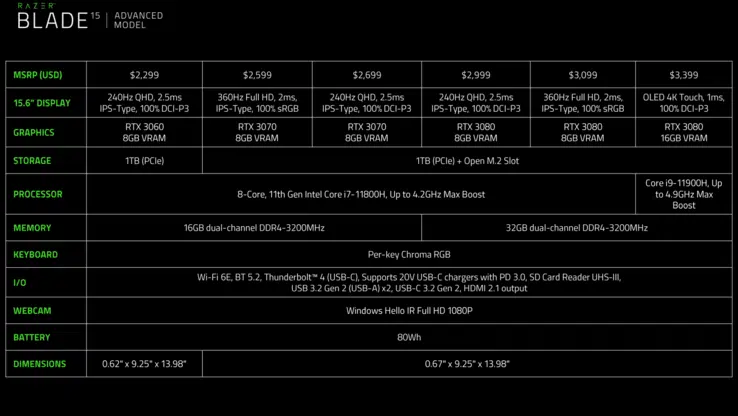 RAZER
BLADE 15 | ADVANCED
MODEL
MSRP (USD) $2,299 $2,599 $2,699 $2,999 $3,099 $3,399
15.6" DISPLAY 240Hz QHD, 2.5ms 360Hz Full HD, 2ms, 240Hz QHD, 2.5ms 240Hz QHD, 2.5ms 360Hz Full HD, 2ms, OLED 4K Touch, 1ms,
IPS-Type, 100% DCI-P3 IPS-Type, 100% sRGB IPS-Type, 100% DCI-P3 IPS-Type, 100% DCI-P3 IPS-Type, 100% sRGB 100% DCI-P3
GRAPHICS RTX 3060 RTX 3070 RTX 3070 RTX 3080 RTX 3080 RTX 3080
8GB VRAM 8GB VRAM 8GB VRAM 8GB VRAM 8GB VRAM 16GB VRAM
STORAGE 1TB (PCIe) 1TB (PCIe) + Open M.2 Slot
PROCESSOR 8-Core, 11th Gen Intel Core i7-11800H, Up to 4.2GHz Max Boost Core i9-11900H, Up
to 4.9GHz Max
Boost
MEMORY 16GB dual-channel DDR4-3200MHz 32GB dual-channel DDR4-3200MHz
KEYBOARD Per-key Chroma RGB
I/O Wi-Fi 6E, BT 5.2, Thunderbolt™ 4 (USB-C), Supports 20V USB-C chargers with PD 3.0, SD Card Reader UHS-III,
USB 3.2 Gen 2 (USB-A) x2, USB-C 3.2 Gen 2, HDMI 2.1 output
WEBCAM Windows Hello IR Full HD 1080P
BATTERY 80Wh
DIMENSIONS 0.62" x 9.25" x 13.98" 0.67" x 9.25" x 13.98"